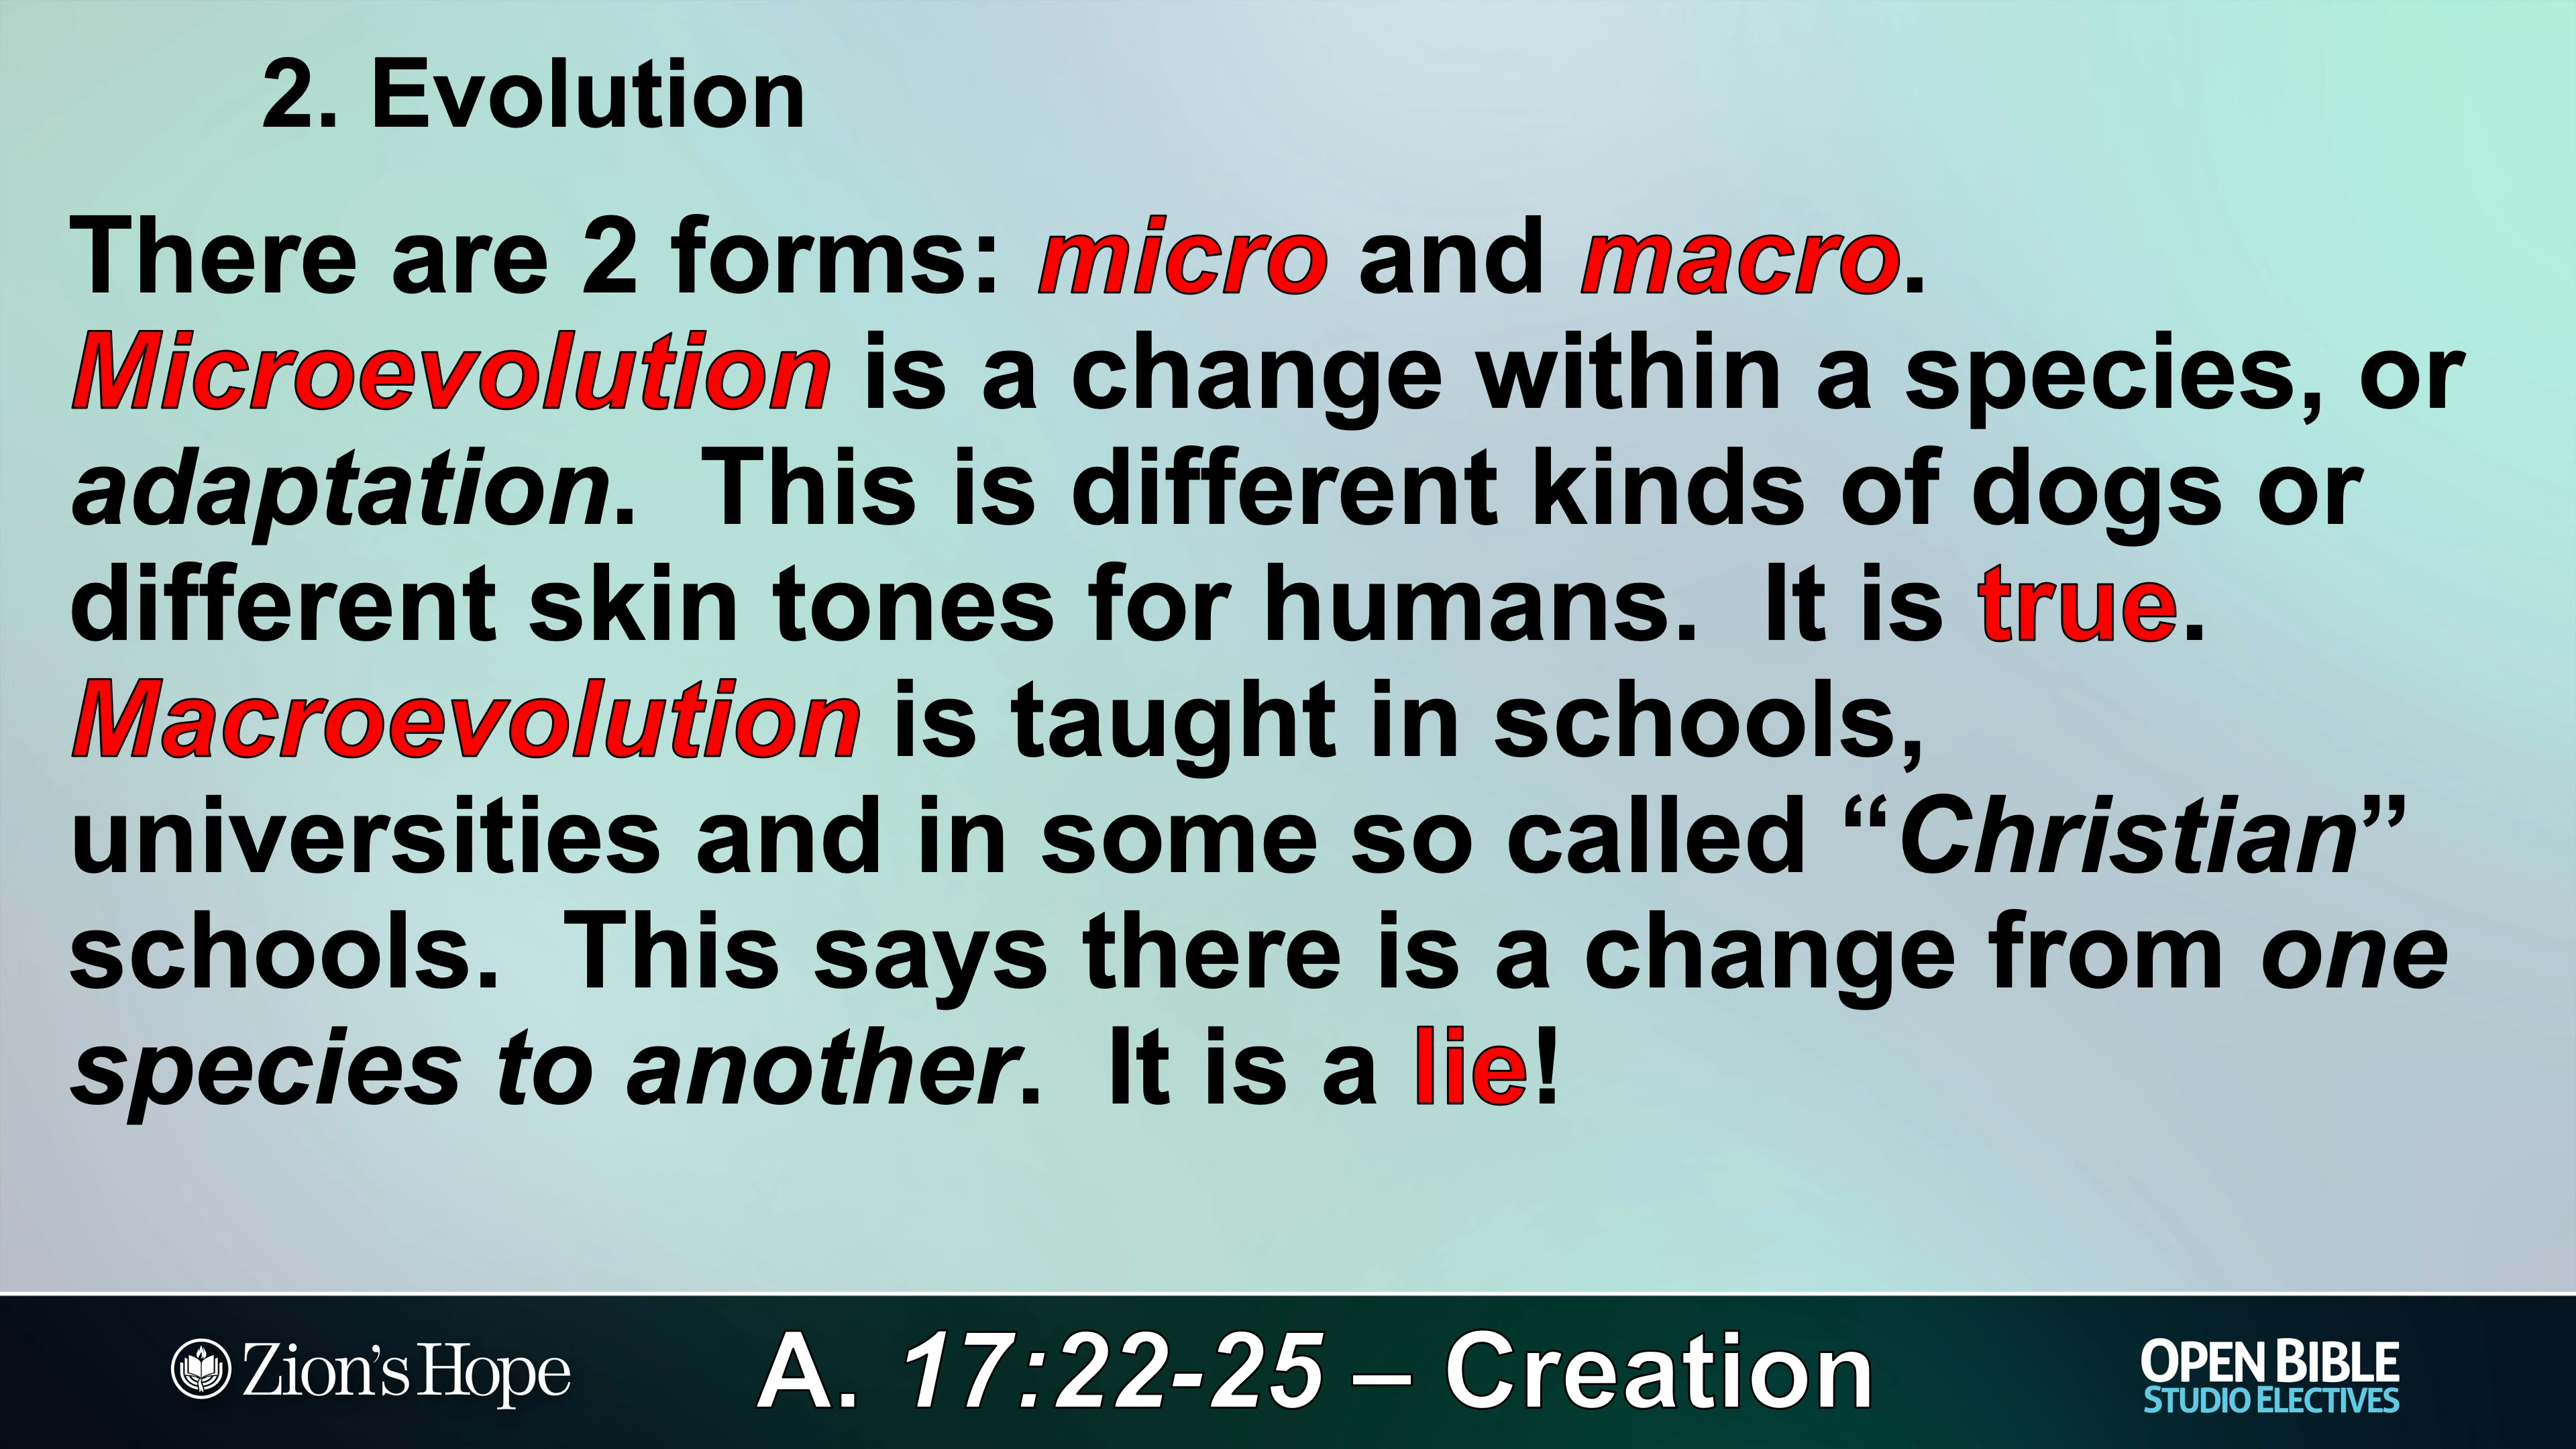 2. Evolution
There are 2 forms: micro and macro.
Microevolution is a change within a species, or
adaptation.  This is different kinds of dogs or
different skin tones for humans.  It is true.
Macroevolution is taught in schools,
universities and in some so called “Christian”
schools.  This says there is a change from one
species to another.  It is a lie!
Zion's Hope
A. 17:22-25 – Creation
OPEN BIBLE
STUDIO ELECTIVES